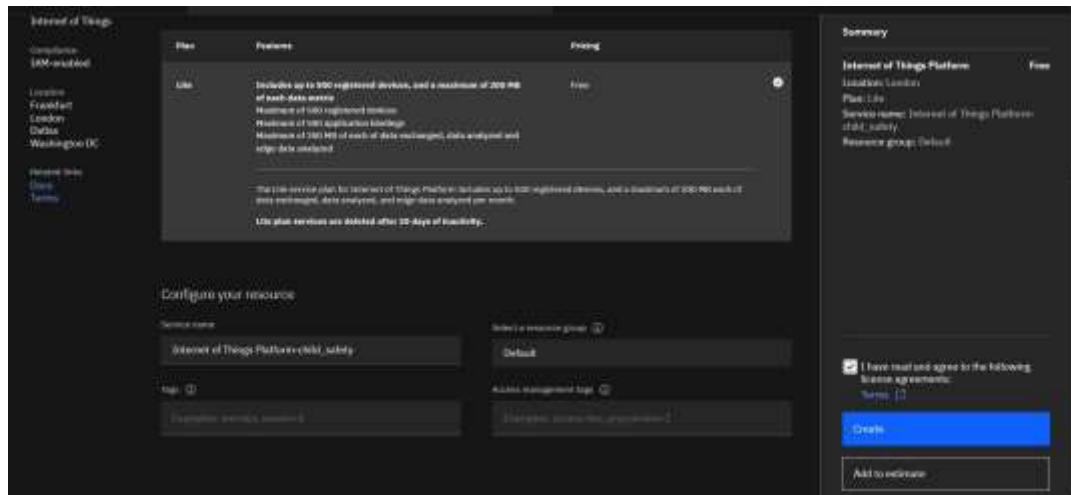 Internet of Things
Compliance
IAM-enabled
Location
Frankfurt
London
Dallas
Washington DC
Related links
Docs
Terms
Plan
Features
Pricing
Lite
Includes up to 500 registered devices, and a maximum of 200 MB
of each data metric
Free
Maximum of 500 registered devices
Maximum of 500 application bindings
Maximum of 200 MB of each of data exchanged, data analyzed and
edge data analyzed
The Lite service plan for Internet of Things Platform includes up to 500 registered devices, and a maximum of 200 MB each of
data exchanged, data analyzed, and edge data analyzed per month.
Lite plan services are deleted after 30 days of inactivity.
Configure your resource
Service name
Internet of Things Platform-child_safety
Select a resource group
Default
Tags
Access management tags
Summary
Internet of Things Platform
Free
Location: London
Plan: Lite
Service name: Internet of Things Platform-
child_safety
Resource group: Default
I have read and agree to the following
license agreements:
Terms
Create
Add to estimate